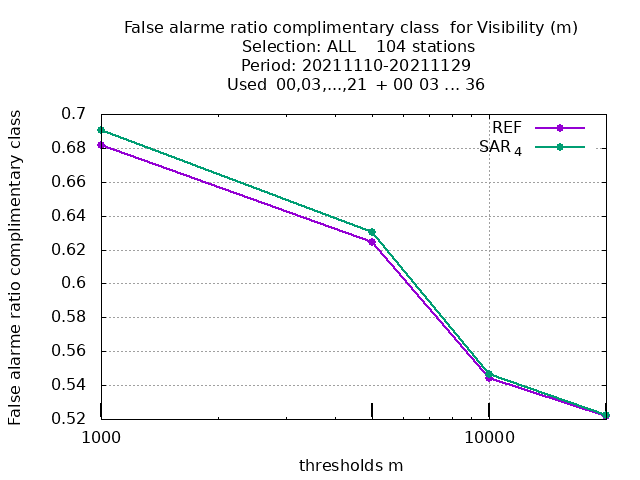 False alarme ratio complimentary class  for Visibility (m)
Selection: ALL    104 stations
Period: 20211110-20211129
Used  00,03,...,21  + 00 03 ... 36
False alarme ratio complimentary class
0.7
0.68
0.66
0.64
0.62
0.6
0.58
0.56
0.54
0.52
REF
SAR 4
1000
10000
thresholds m